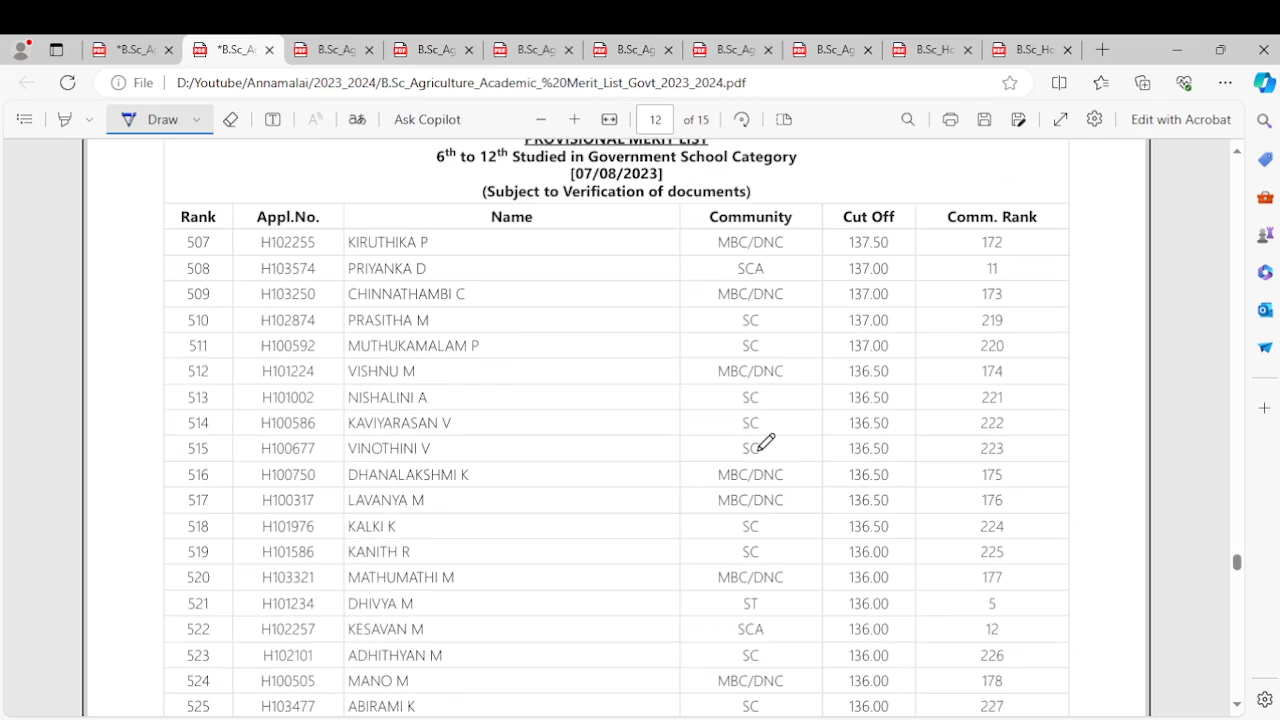 *B.Sc_Ag
*B.Sc_Ag
B.Sc_Ag
B.Sc_Ag
B.Sc_Ag
B.Sc_Ag
B.Sc_Ag
B.Sc_Ag
B.Sc_Ho
B.Sc_Ho
File D:/Youtube/Annamalai/2023_2024/B.Sc_Agriculture_Academic_%20Merit_List_Govt_2023_2024.pdf
Draw Ask Copilot 12 of 15 Edit with Acrobat
PROVISIONAL MERIT LIST
6th to 12th Studied in Government School Category
[07/08/2023]
(Subject to Verification of documents)
Rank Appl.No. Name Community Cut Off Comm. Rank
507 H102255 KIRUTHIKA P MBC/DNC 137.50 172
508 H103574 PRIYANKA D SCA 137.00 11
509 H103250 CHINNATHAMBI C MBC/DNC 137.00 173
510 H102874 PRASITHA M SC 137.00 219
511 H100592 MUTHUKAMALAM P SC 137.00 220
512 H101224 VISHNU M MBC/DNC 136.50 174
513 H101002 NISHALINI A SC 136.50 221
514 H100586 KAVIYARASAN V SC 136.50 222
515 H100677 VINOTHINI V SC 136.50 223
516 H100750 DHANALAKSHMI K MBC/DNC 136.50 175
517 H100317 LAVANYA M MBC/DNC 136.50 176
518 H101976 KALKI K SC 136.50 224
519 H101586 KANITH R SC 136.00 225
520 H103321 MATHUMATHI M MBC/DNC 136.00 177
521 H101234 DHIVYA M ST 136.00 5
522 H102257 KESAVAN M SCA 136.00 12
523 H102101 ADHITHYAN M SC 136.00 226
524 H100505 MANO M MBC/DNC 136.00 178
525 H103477 ABIRAMI K SC 136.00 227